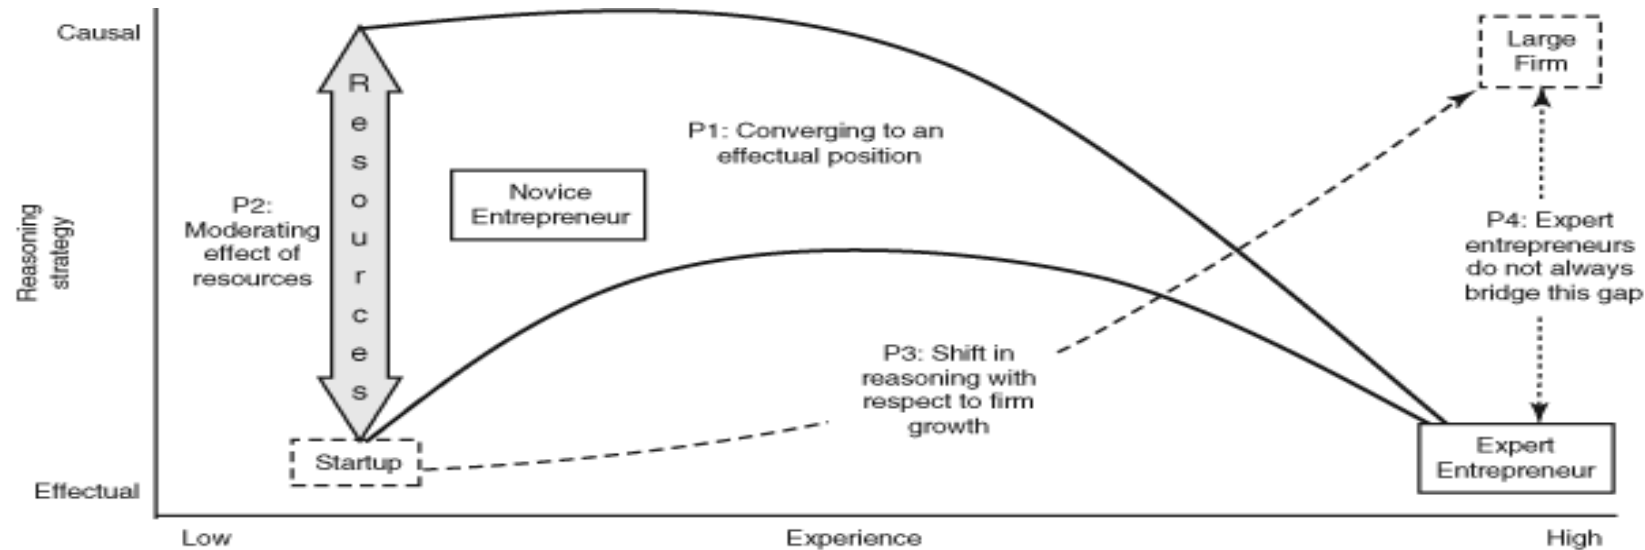 Causal
Large
Firm
Resources
P1: Converging to an
effectual position
Novice
Entrepreneur
P2:
Moderating
effect of
resources
Reasoning
strategy
P4: Expert
entrepreneurs
do not always
bridge this gap
P3: Shift in
reasoning with
respect to firm
growth
Startup
Expert
Entrepreneur
Effectual
Low
Experience
High